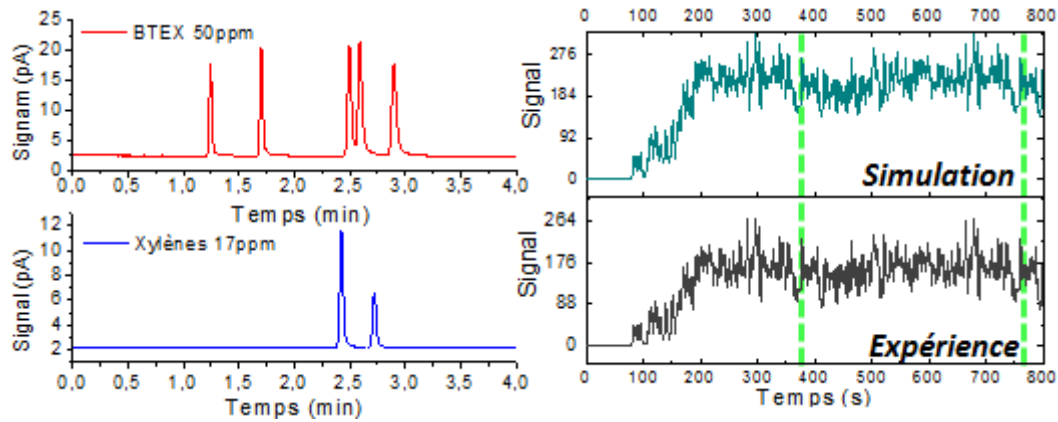 BTEX 50ppm
Signam (pA)
25
20
15
10
5
0
0,0 0,5 1,0 1,5 2,0 2,5 3,0 3,5 4,0
Temps (min)
Xylènes 17ppm
Signal (pA)
12
10
8
6
4
2
0,0 0,5 1,0 1,5 2,0 2,5 3,0 3,5 4,0
Temps (min)
0 100 200 300 400 500 600 700 800
Signal
276
184
92
0
Simulation
Signal
264
178
88
0
Expérience
0 100 200 300 400 500 600 700 800
Temps (s)